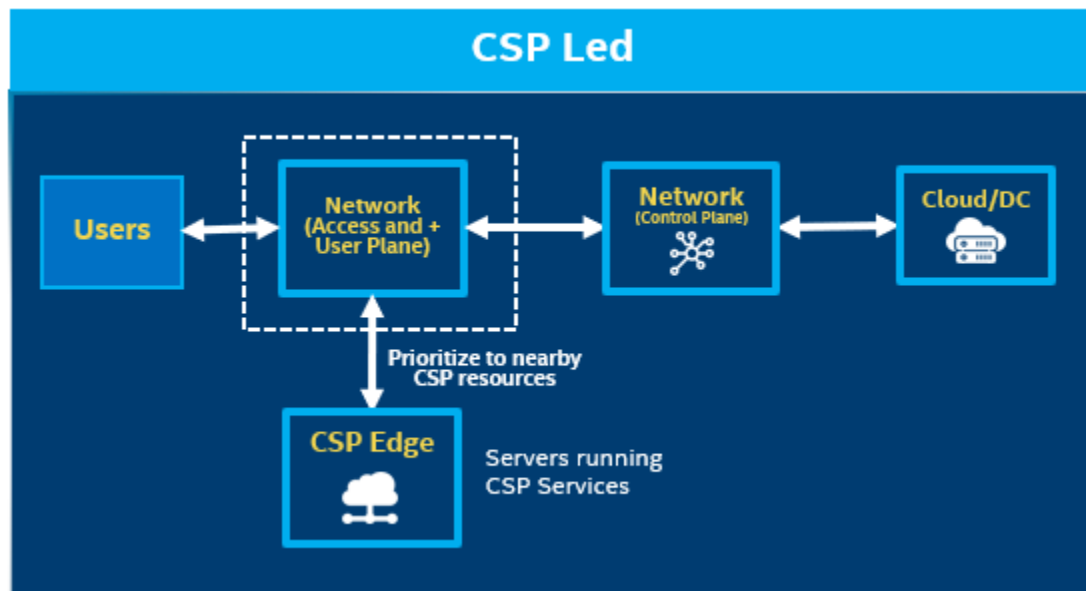 CSP Led
Users
Network
(Access and +
User Plane)
Network
(Control Plane)
Cloud/DC
Prioritize to nearby
CSP resources
CSP Edge
Servers running
CSP Services